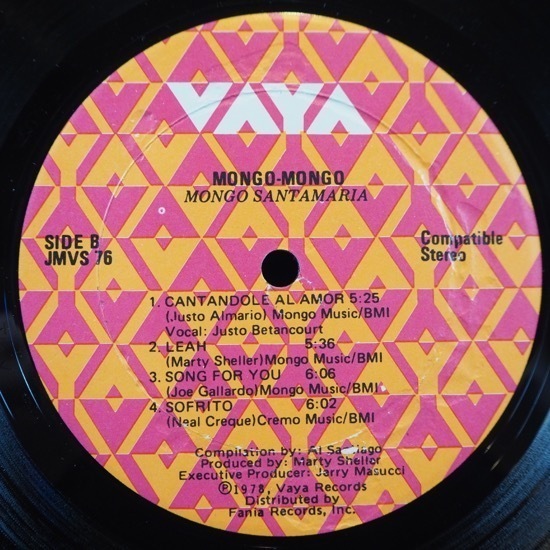 VAYA
MONGO-MONGO
MONGO SANTAMARIA
SIDE B
JMVS 76
Compatible
Stereo
1. CANTANDOLE AL AMOR 5:25
(Justo Almario) Mongo Music/BMI
Vocal: Justo Betancourt
2. LEAH 5:36
(Marty Sheller) Mongo Music/BMI
3. SONG FOR YOU 6:06
(Joe Gallardo) Mongo Music/BMI
4. SOFRITO 6:02
(Neal Creque) Cremo Music/BMI
Compilation by: Al Santiago
Produced by: Marty Sheller
Executive Producer: Jarry Masucci
℗1978, Vaya Records
Distributed by
Fania Records, Inc.